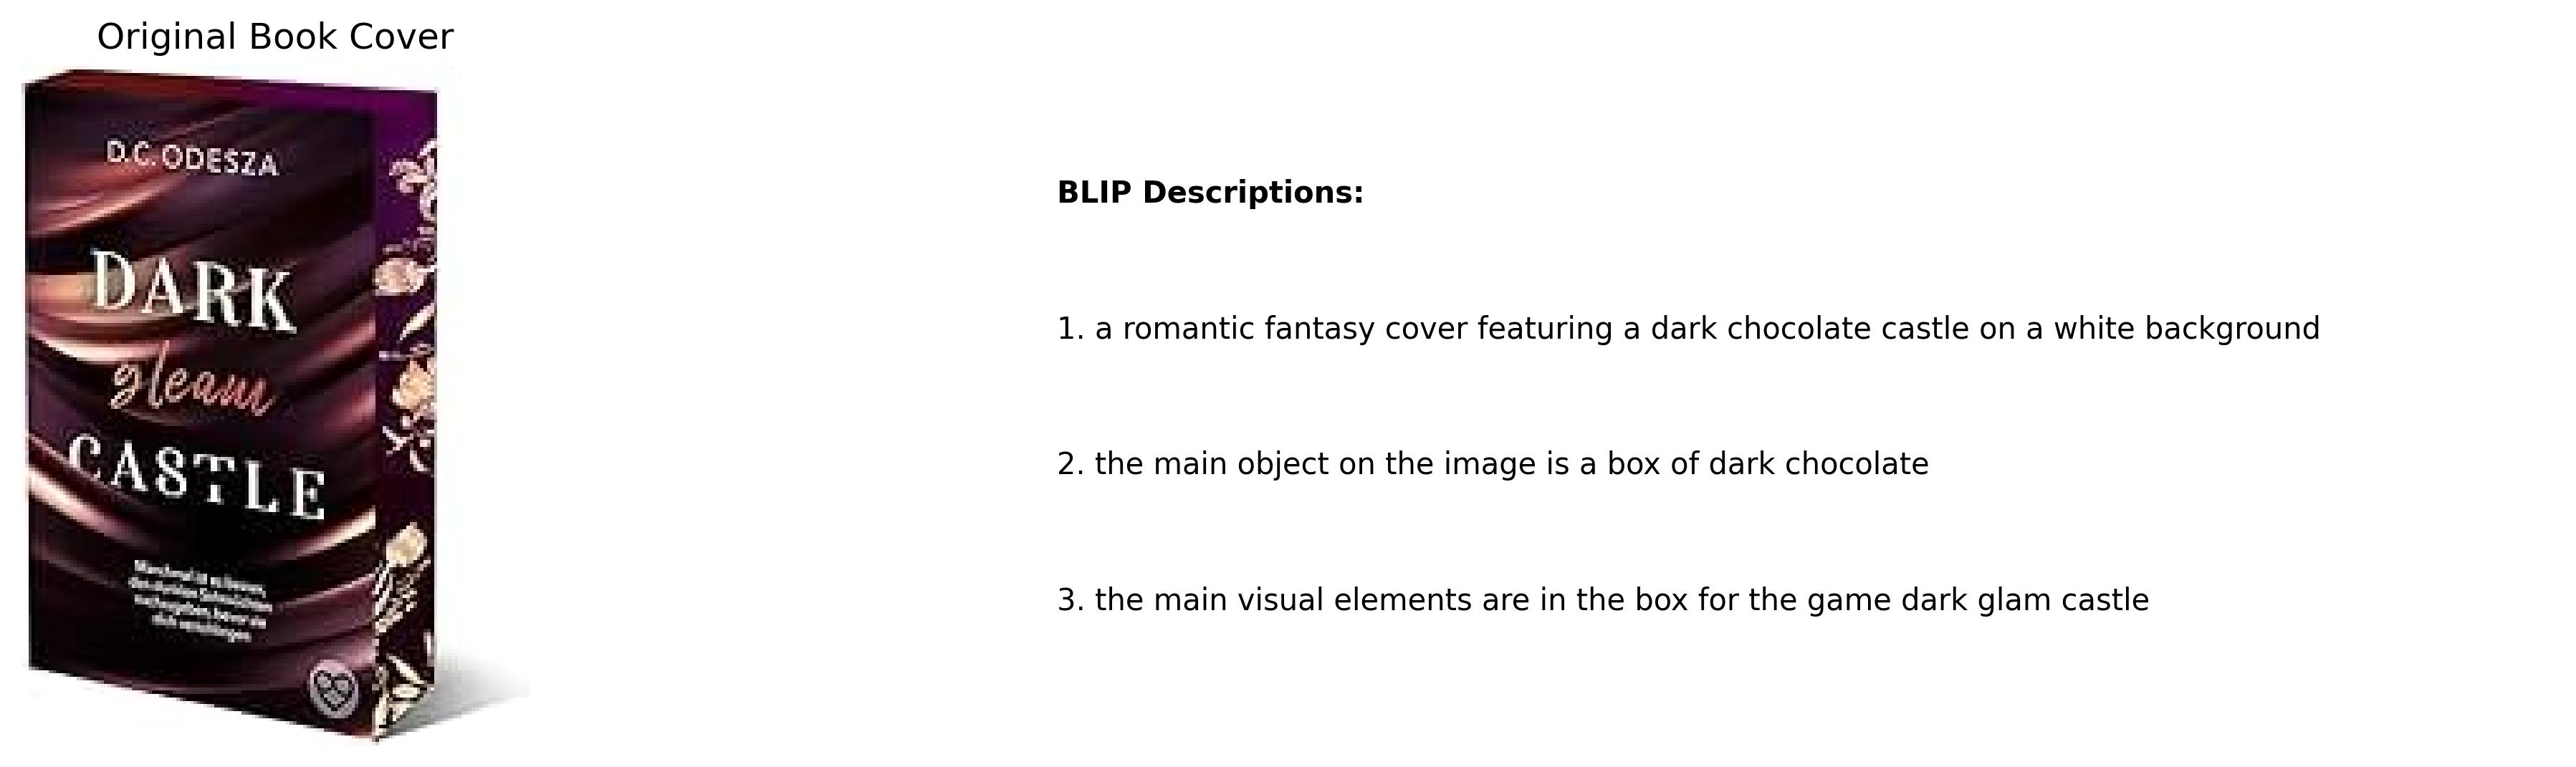 Original Book Cover
D.C. ODESZA
DARK
gleam
CASTLE
BLIP Descriptions:
1. a romantic fantasy cover featuring a dark chocolate castle on a white background
2. the main object on the image is a box of dark chocolate
3. the main visual elements are in the box for the game dark glam castle